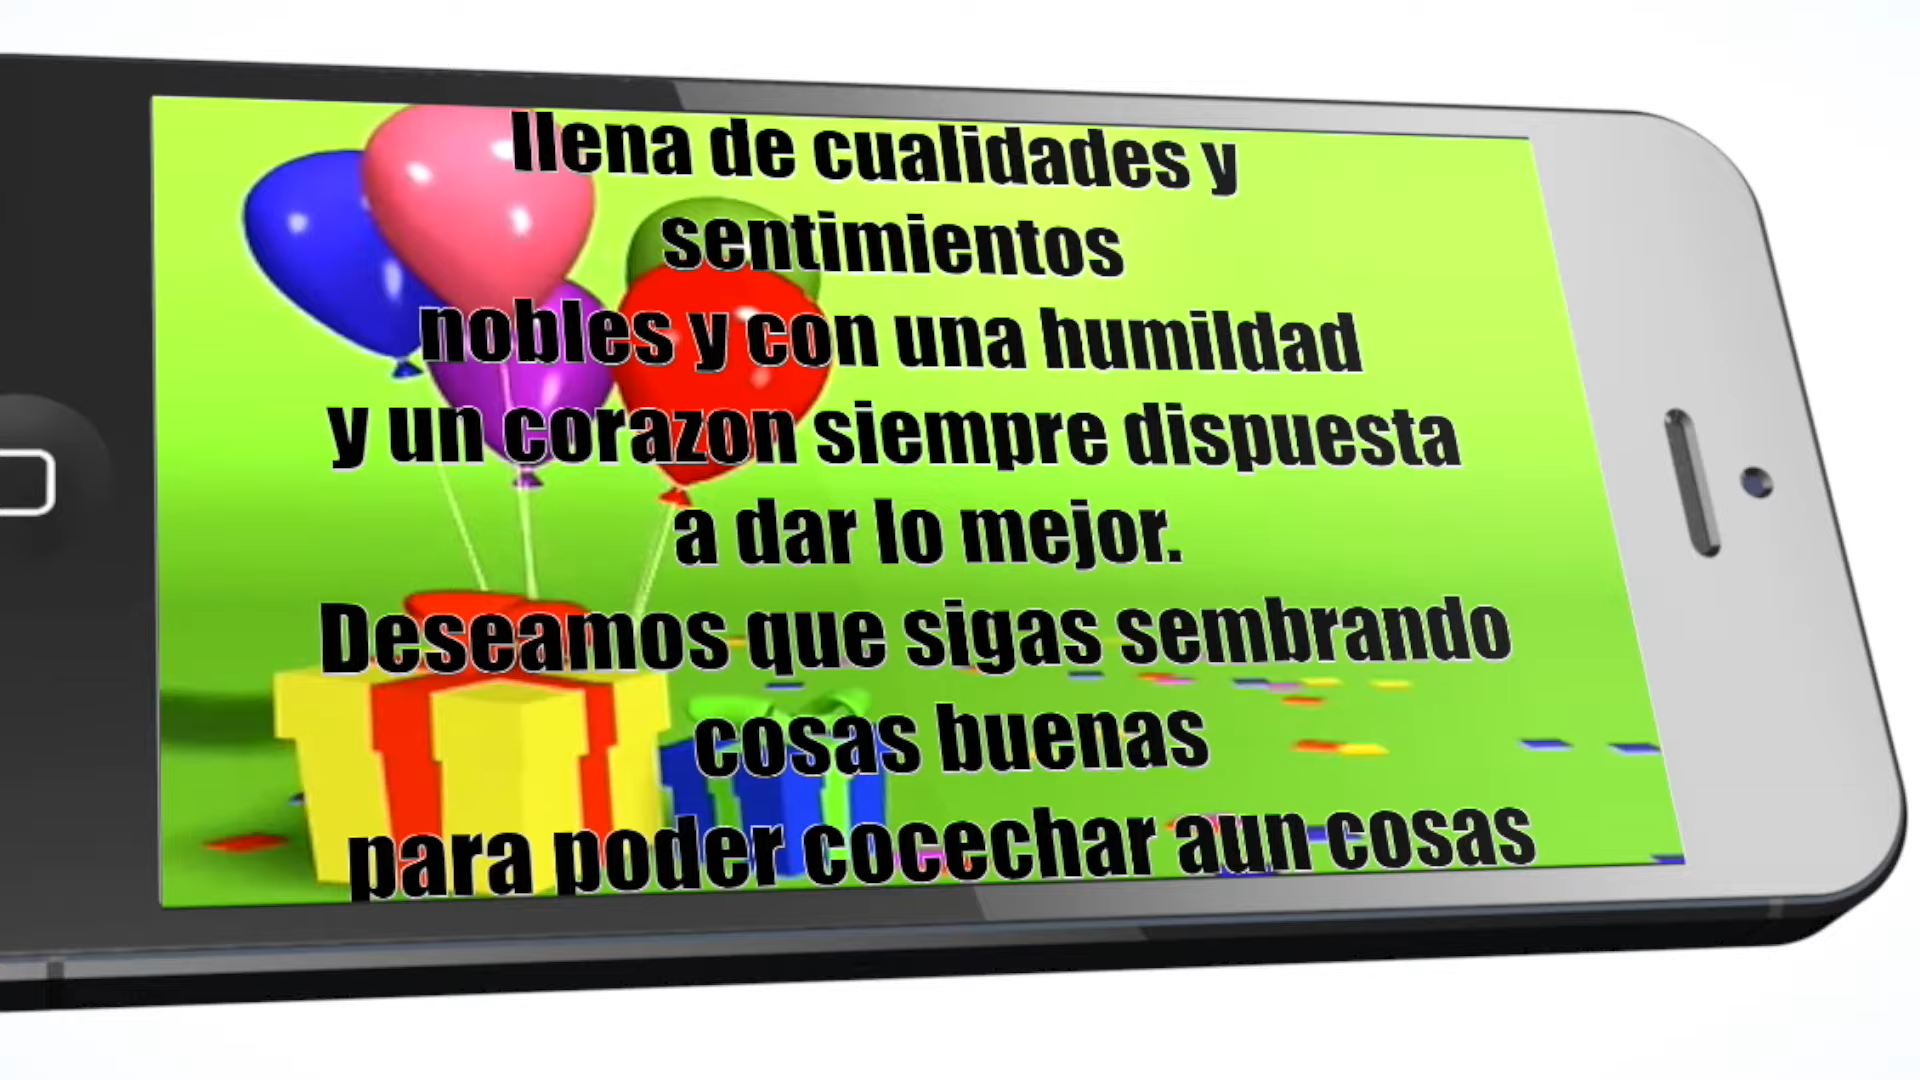 llena de cualidades y
sentimientos
nobles y con una humildad
y un corazon siempre dispuesta
a dar lo mejor.
Deseamos que sigas sembrando
cosas buenas
para poder cocechar aun cosas